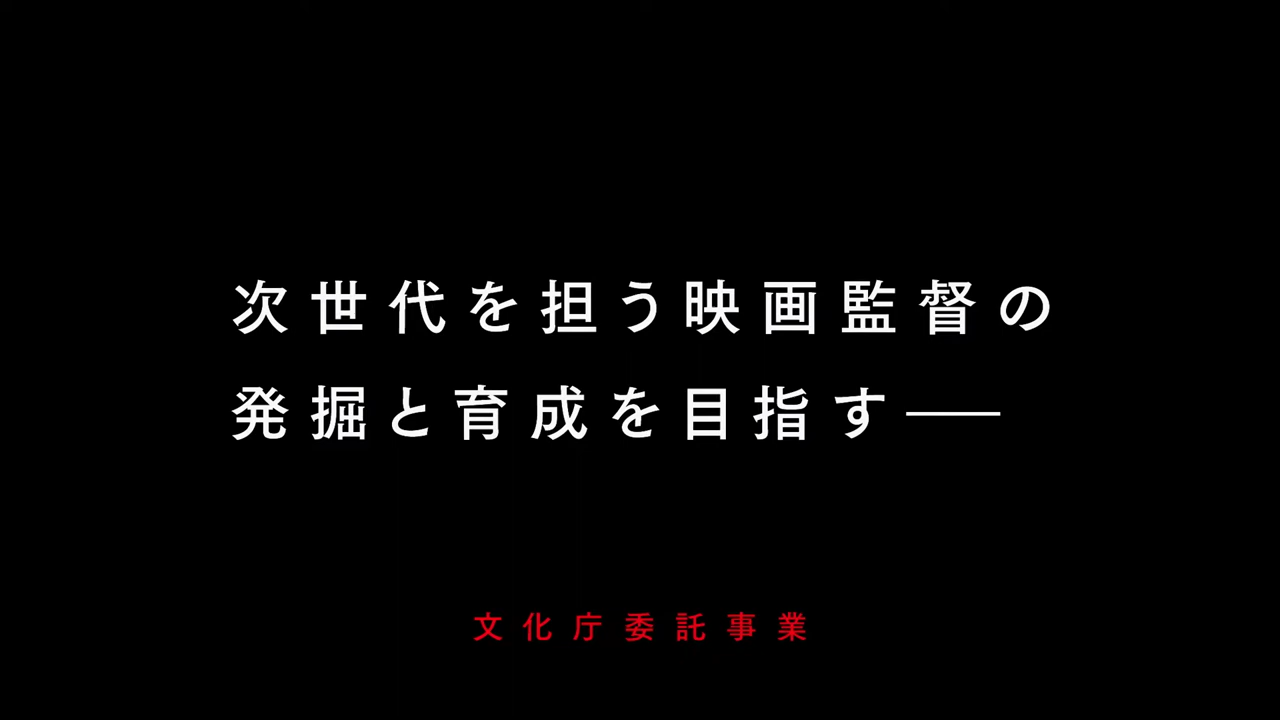 次世代を担う映画監督の
発掘と育成を目指す——
文化庁委託事業